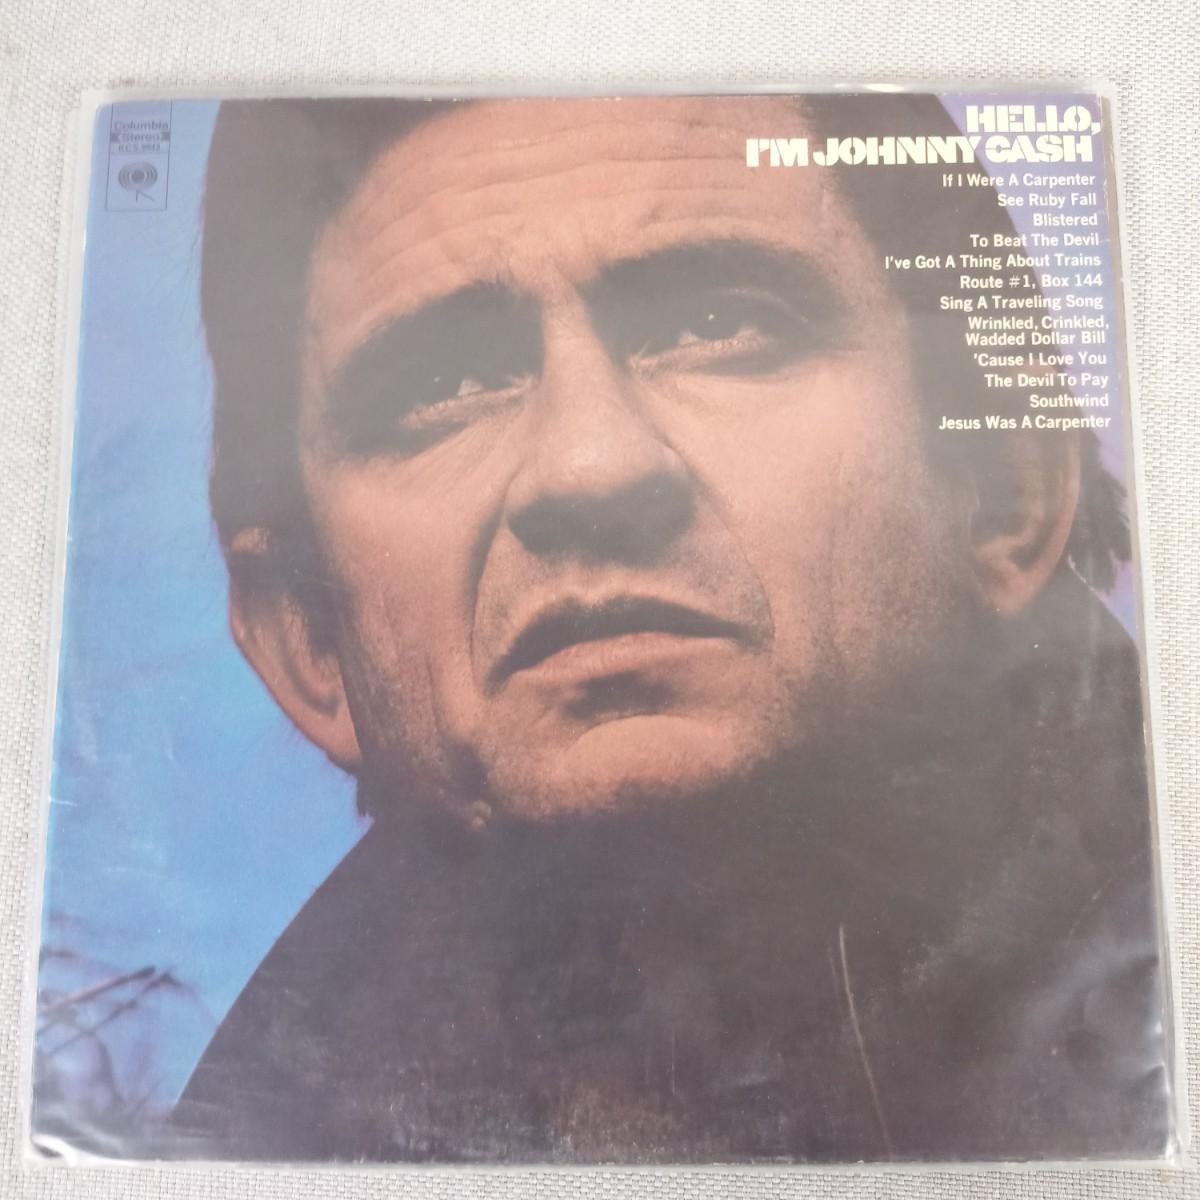 Columbia
Stereo
KCS 9943
HELLO,
I'M JOHNNY CASH
If I Were A Carpenter
See Ruby Fall
Blistered
To Beat The Devil
I've Got A Thing About Trains
Route #1, Box 144
Sing A Traveling Song
Wrinkled, Crinkled,
Wadded Dollar Bill
'Cause I Love You
The Devil To Pay
Southwind
Jesus Was A Carpenter